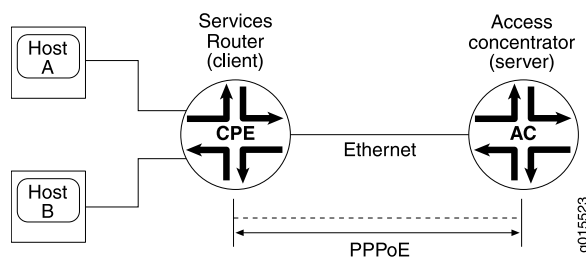 Services
Router
(client)
Access
concentrator
(server)
Host
A
CPE
AC
Ethernet
Host
B
PPPoE
g015523